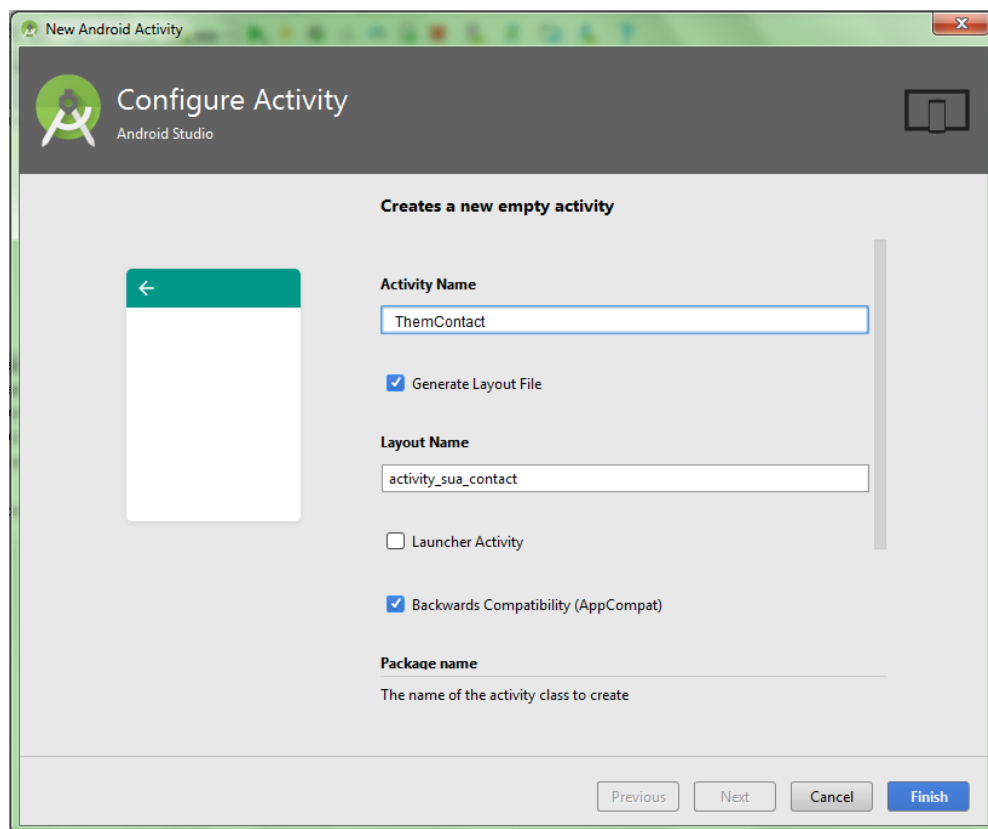 New Android Activity
Configure Activity
Android Studio
Creates a new empty activity
Activity Name
ThemContact
Generate Layout File
Layout Name
activity_sua_contact
Launcher Activity
Backwards Compatibility (AppCompat)
Package name
The name of the activity class to create
Previous Next Cancel Finish